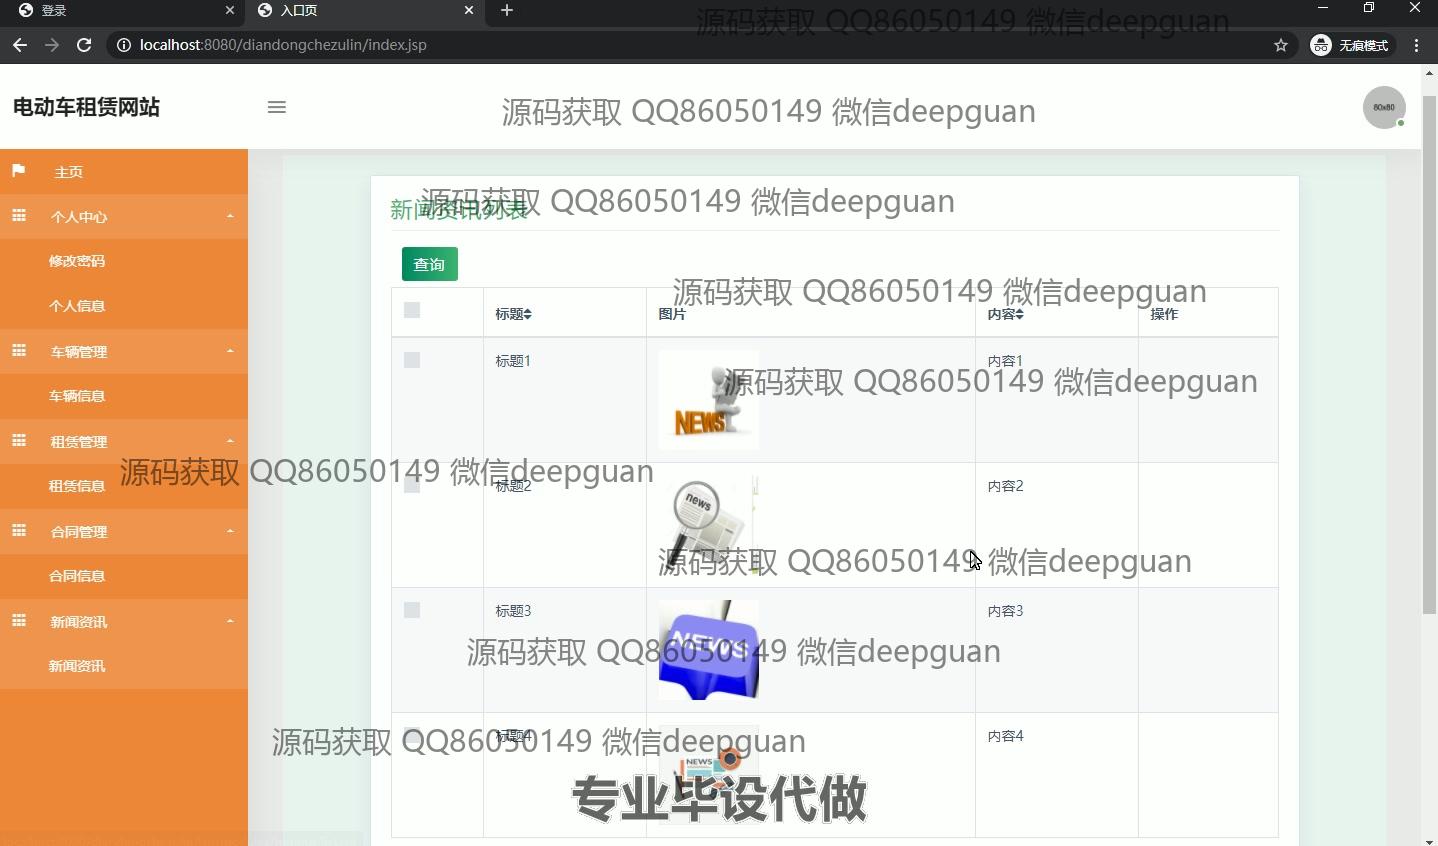 登录
入口页
源码获取 QQ86050149 微信deepguan
localhost:8080/diandongchezulin/index.jsp
无痕模式
电动车租赁网站
源码获取 QQ86050149 微信deepguan
80x80
主页
个人中心
修改密码
个人信息
车辆管理
车辆信息
租赁管理
租赁信息
合同管理
合同信息
新闻资讯
新闻资讯
新闻资讯列表
源码获取 QQ86050149 微信deepguan
查询
源码获取 QQ86050149 微信deepguan
标题 图片 内容 操作
标题1 内容1
NEWS
源码获取 QQ86050149 微信deepguan
源码获取 QQ86050149 微信deepguan
标题2 内容2
news
源码获取 QQ86050149 微信deepguan
标题3 内容3
NEWS
源码获取 QQ86050149 微信deepguan
标题4 内容4
源码获取 QQ86050149 微信deepguan
NEWS
专业毕设代做